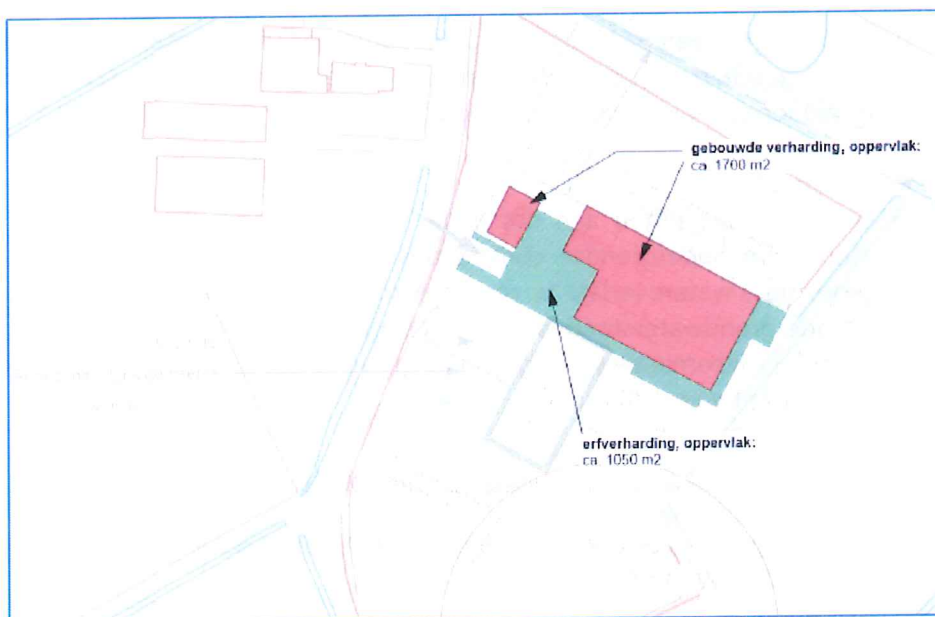 gebouwde verharding, oppervlak:
ca. 1700 m2
erfverharding, oppervlak:
ca. 1050 m2